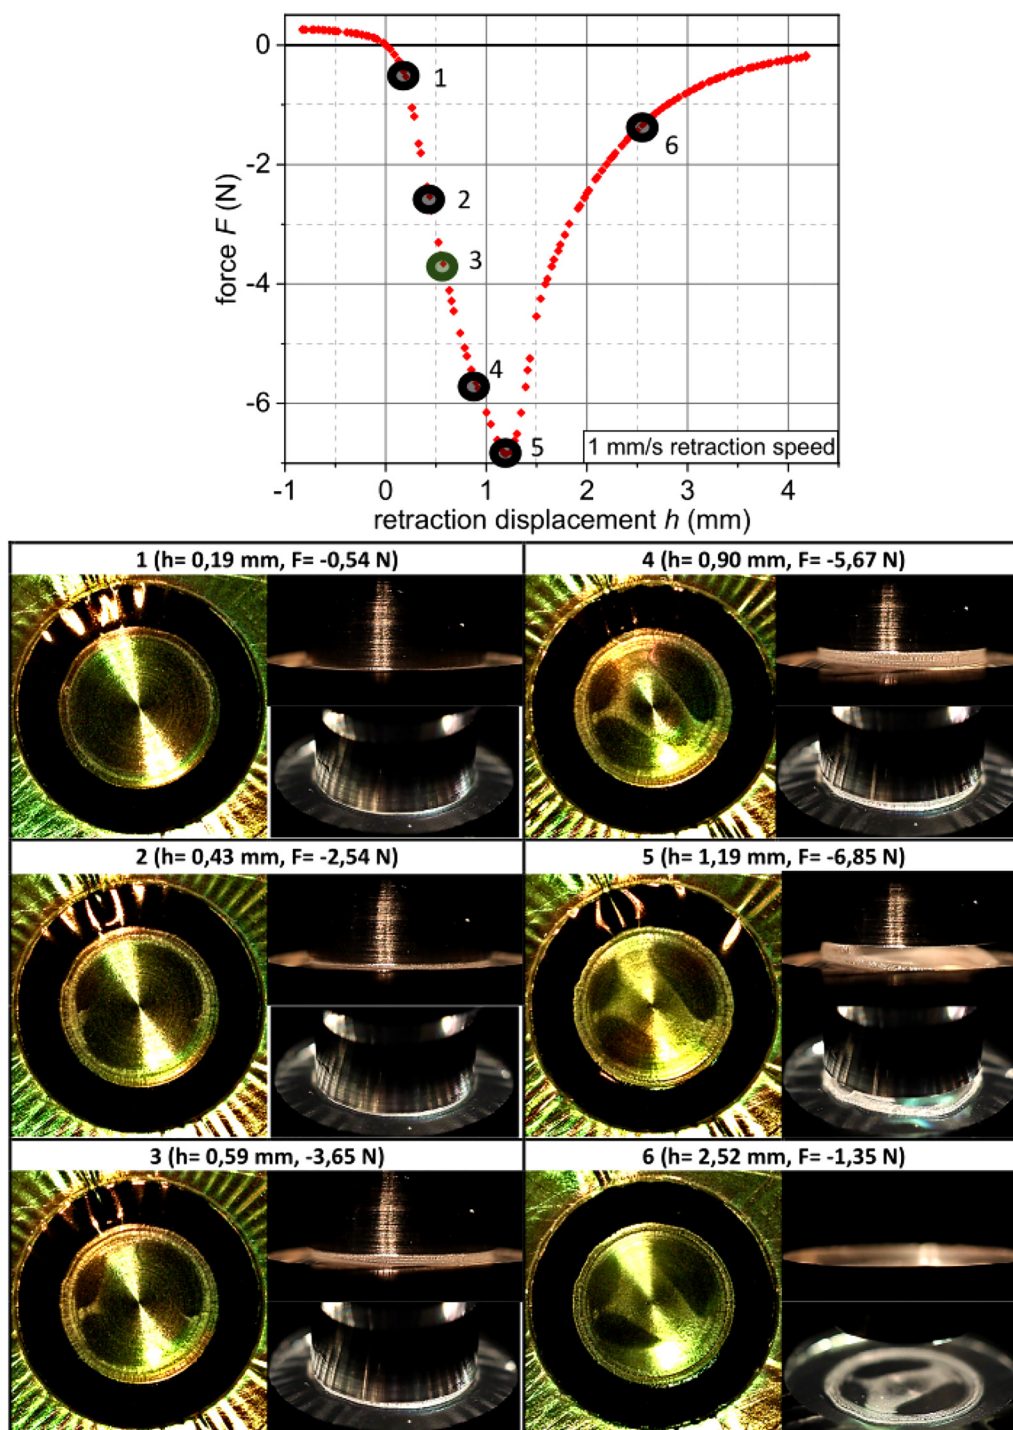 0
-2
-4
-6
force F (N)
1
2
3
4
5
6
1 mm/s retraction speed
-1 0 1 2 3 4
retraction displacement h (mm)
1 (h= 0,19 mm, F= -0,54 N)
4 (h= 0,90 mm, F= -5,67 N)
2 (h= 0,43 mm, F= -2,54 N)
5 (h= 1,19 mm, F= -6,85 N)
3 (h= 0,59 mm, -3,65 N)
6 (h= 2,52 mm, F= -1,35 N)